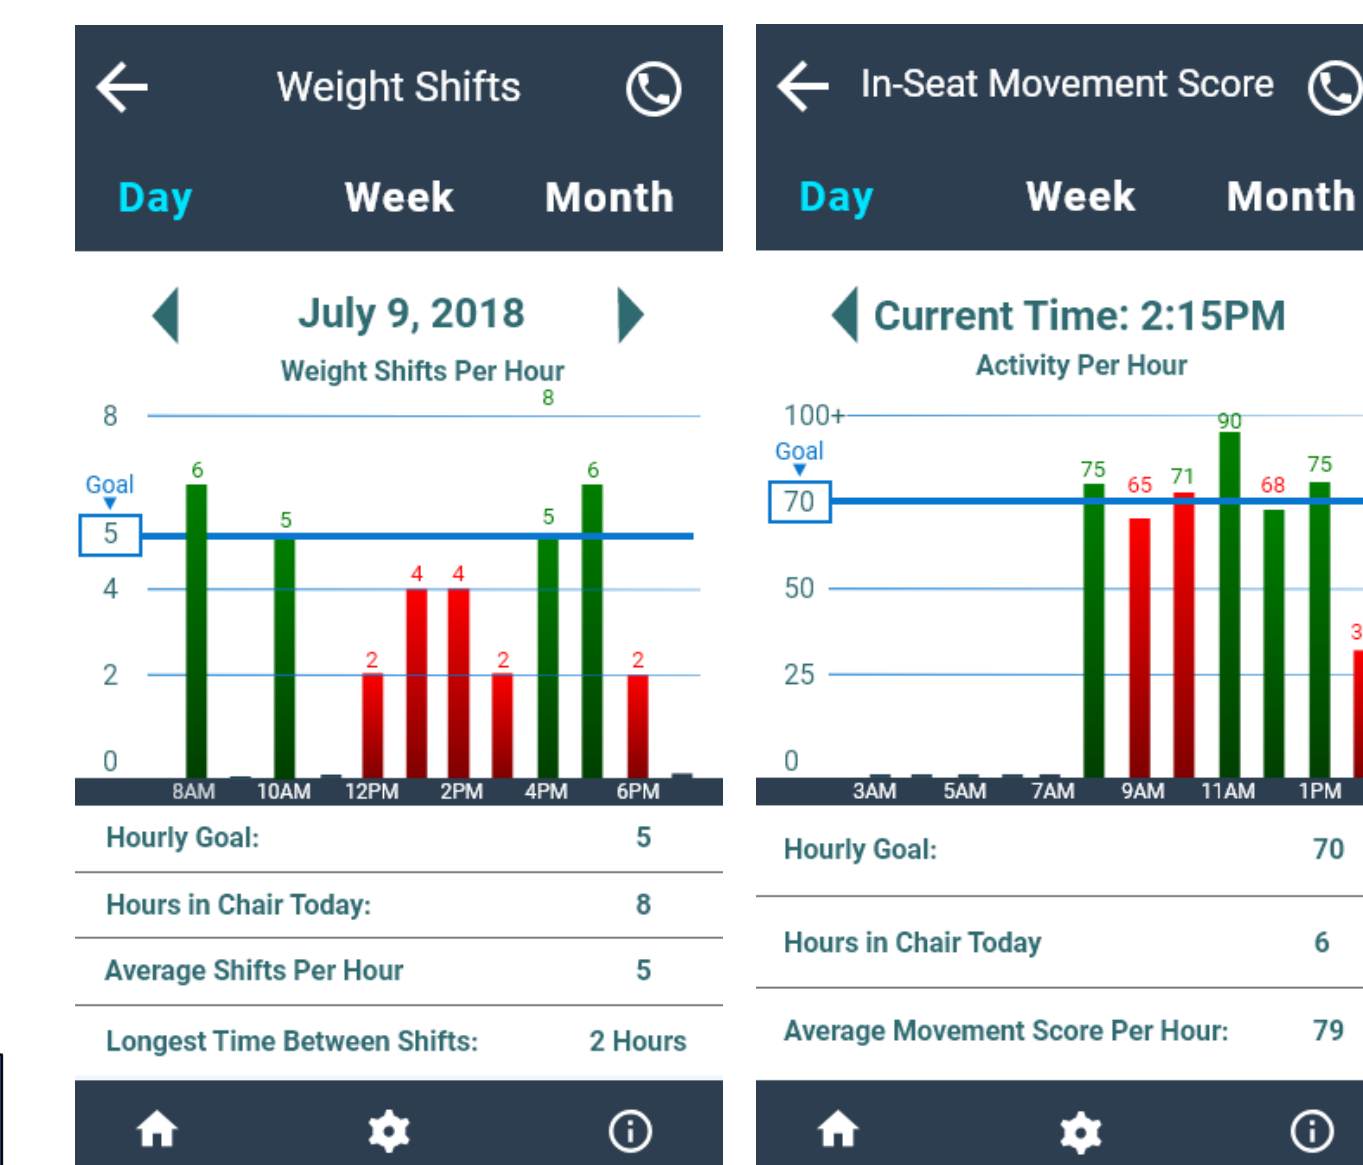 Weight Shifts
Day Week Month
July 9, 2018
Weight Shifts Per Hour
8
8
6
6
Goal
5
5
5
4
4
4
2
2
2
2
0
8AM 10AM 12PM 2PM 4PM 6PM
Hourly Goal: 5
Hours in Chair Today: 8
Average Shifts Per Hour 5
Longest Time Between Shifts: 2 Hours
In-Seat Movement Score
Day Week Month
Current Time: 2:15PM
Activity Per Hour
100+
90
Goal
75 65 71 68 75
70
50
3
25
0
3AM 5AM 7AM 9AM 11AM 1PM
Hourly Goal: 70
Hours in Chair Today 6
Average Movement Score Per Hour: 79